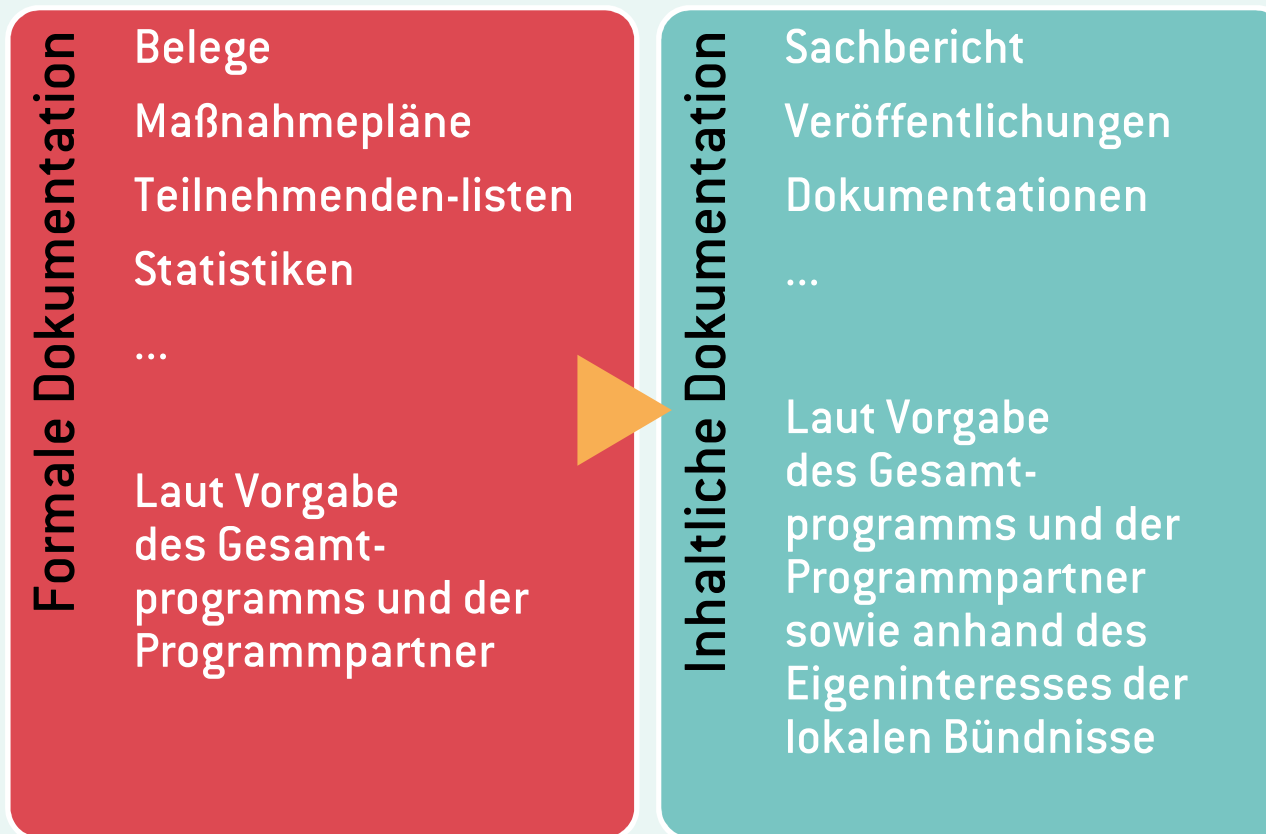 Formale Dokumentation
Belege
Maßnahmepläne
Teilnehmenden-listen
Statistiken
...
Laut Vorgabe
des Gesamt-
programms und der
Programmpartner
Inhaltliche Dokumentation
Sachbericht
Veröffentlichungen
Dokumentationen
...
Laut Vorgabe
des Gesamt-
programms und der
Programmpartner
sowie anhand des
Eigeninteresses der
lokalen Bündnisse